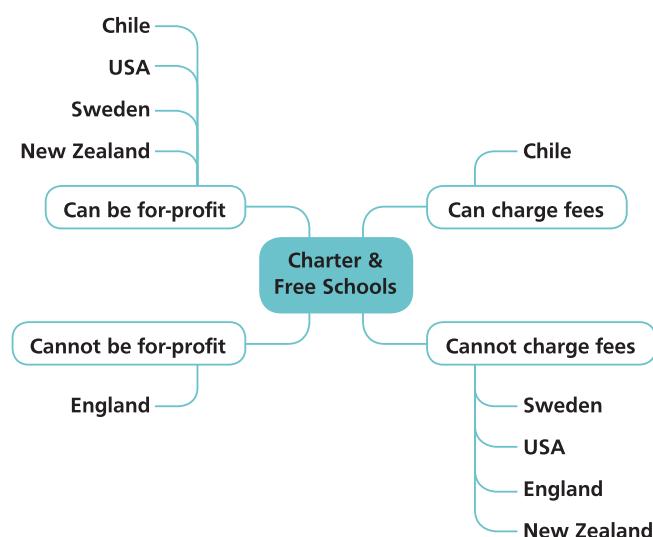 Chile
USA
Sweden
New Zealand
Can be for-profit
Chile
Can charge fees
Charter &
Free Schools
Cannot be for-profit
England
Cannot charge fees
Sweden
USA
England
New Zealand